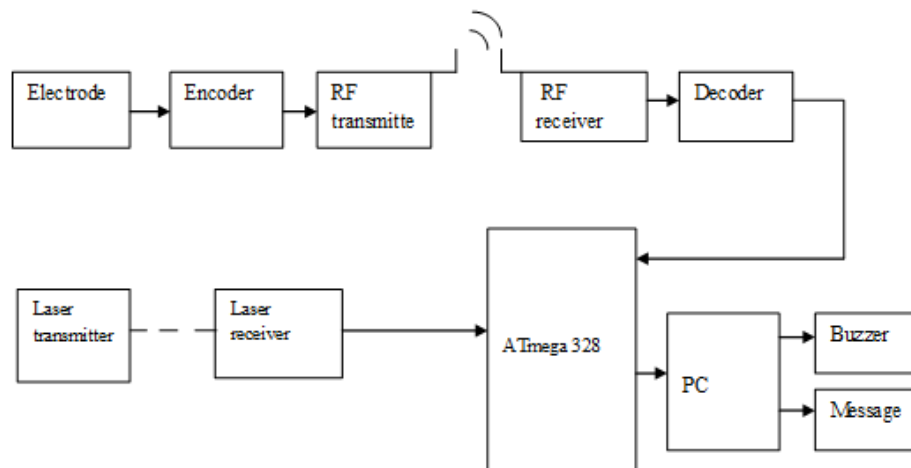 Electrode
Encoder
RF
transmitte
RF
receiver
Decoder
Laser
transmitter
Laser
receiver
ATmega 328
PC
Buzzer
Message